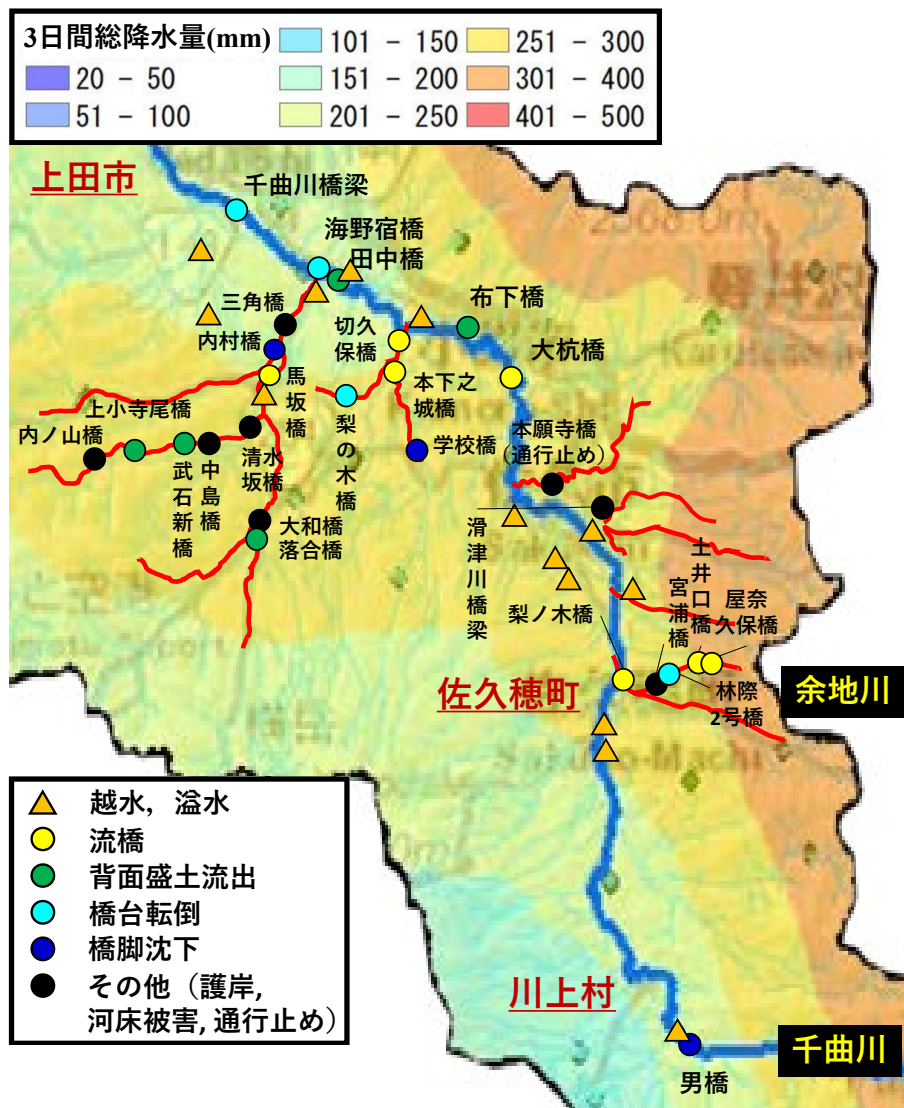 3日間総降水量(mm)
20 - 50
51 - 100
101 - 150
151 - 200
201 - 250
251 - 300
301 - 400
401 - 500
上田市
千曲川橋梁
海野宿橋
田中橋
三角橋
内村橋
切久
保橋
布下橋
大杭橋
馬坂橋
本下之
城橋
上小寺尾橋
内ノ山橋
武石新橋
中島橋
清水
坂橋
梨の木橋
学校橋
本願寺橋
(通行止め)
大和橋
落合橋
滑津川橋梁
土井口橋
宮浦橋
屋奈
久保橋
梨ノ木橋
林際
2号橋
余地川
佐久穂町
越水，溢水
流橋
背面盛土流出
橋台転倒
橋脚沈下
その他（護岸,
河床被害, 通行止め）
川上村
千曲川
男橋